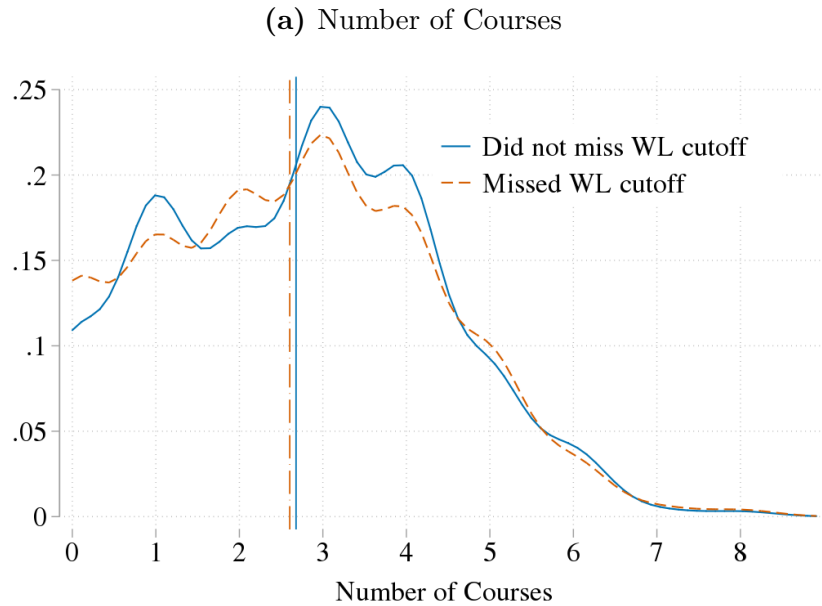 (a) Number of Courses
.25
.2
.15
.1
.05
0
Did not miss WL cutoff
Missed WL cutoff
0 1 2 3 4 5 6 7 8
Number of Courses